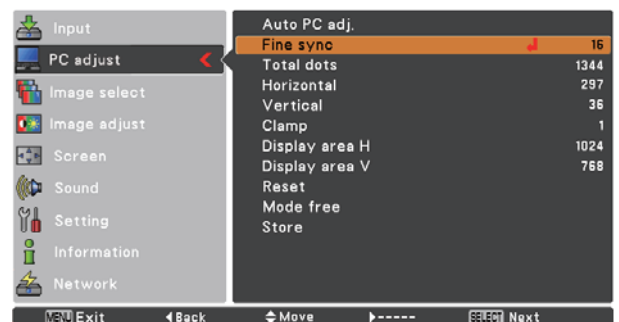 Input
PC adjust
Image select
Image adjust
Screen
Sound
Setting
Information
Network
Auto PC adj.
Fine sync 16
Total dots 1344
Horizontal 297
Vertical 36
Clamp 1
Display area H 1024
Display area V 768
Reset
Mode free
Store
MENU Exit ◀Back Move ▶----- SELECT Next